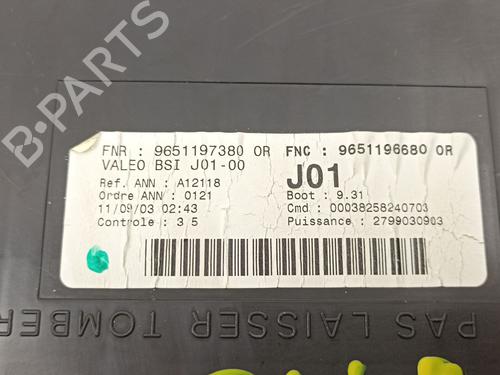 FNR : 9651197380 OR FNC : 9651196680 OR
VALEO BSI J01-00
J01
Ref. ANN : A12118
Ordre ANN : 0121
Boot : 9.31
11/09/03 02:43
Cmd : 00038258240703
Controle : 3 5
Puissance : 2799030903
PAS LAISSER TOMBER
B-PARTS